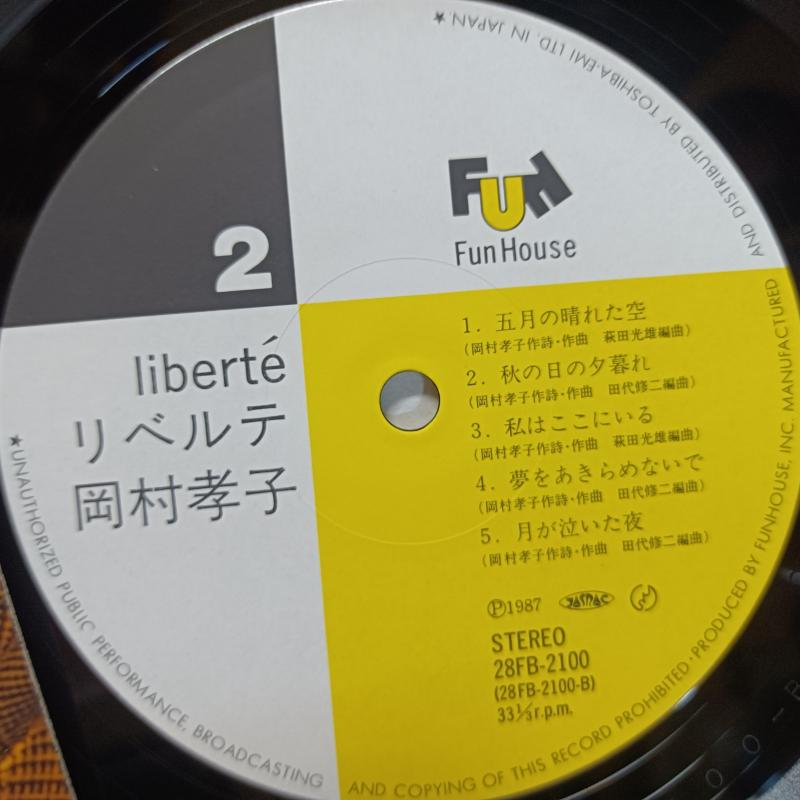 2
Fun
Fun House
liberté
リベルテ
岡村孝子
1. 五月の晴れた空
(岡村孝子作詩・作曲 萩田光雄編曲)
2. 秋の日の夕暮れ
(岡村孝子作詩・作曲 田代修二編曲)
3. 私はここにいる
(岡村孝子作詩・作曲 萩田光雄編曲)
4. 夢をあきらめないで
(岡村孝子作詩・作曲 田代修二編曲)
5. 月が泣いた夜
(岡村孝子作詩・作曲 田代修二編曲)
Ⓟ1987 JASRAC
STEREO
28FB-2100
(28FB-2100-B)
33⅓r.p.m.
★UNAUTHORIZED PUBLIC PERFORMANCE, BROADCASTING AND COPYING OF THIS RECORD PROHIBITED・PRODUCED BY FUNHOUSE, INC. MANUFACTURED AND DISTRIBUTED BY TOSHIBA-EMI LTD. IN JAPAN★